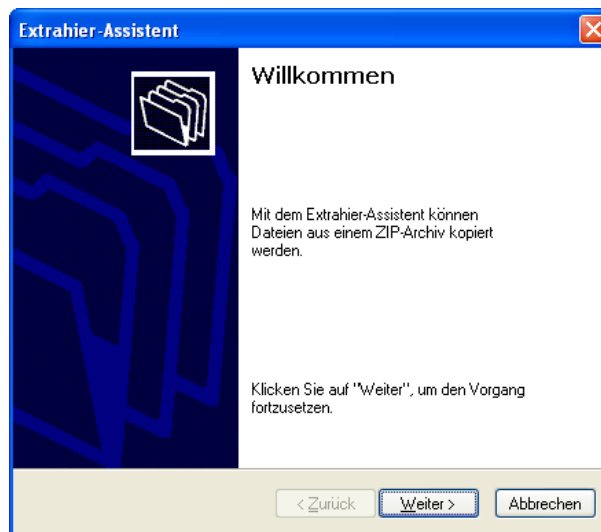 Extrahier-Assistent
Willkommen
Mit dem Extrahier-Assistent können
Dateien aus einem ZIP-Archiv kopiert
werden.
Klicken Sie auf "Weiter", um den Vorgang
fortzusetzen.
< Zurück Weiter > Abbrechen